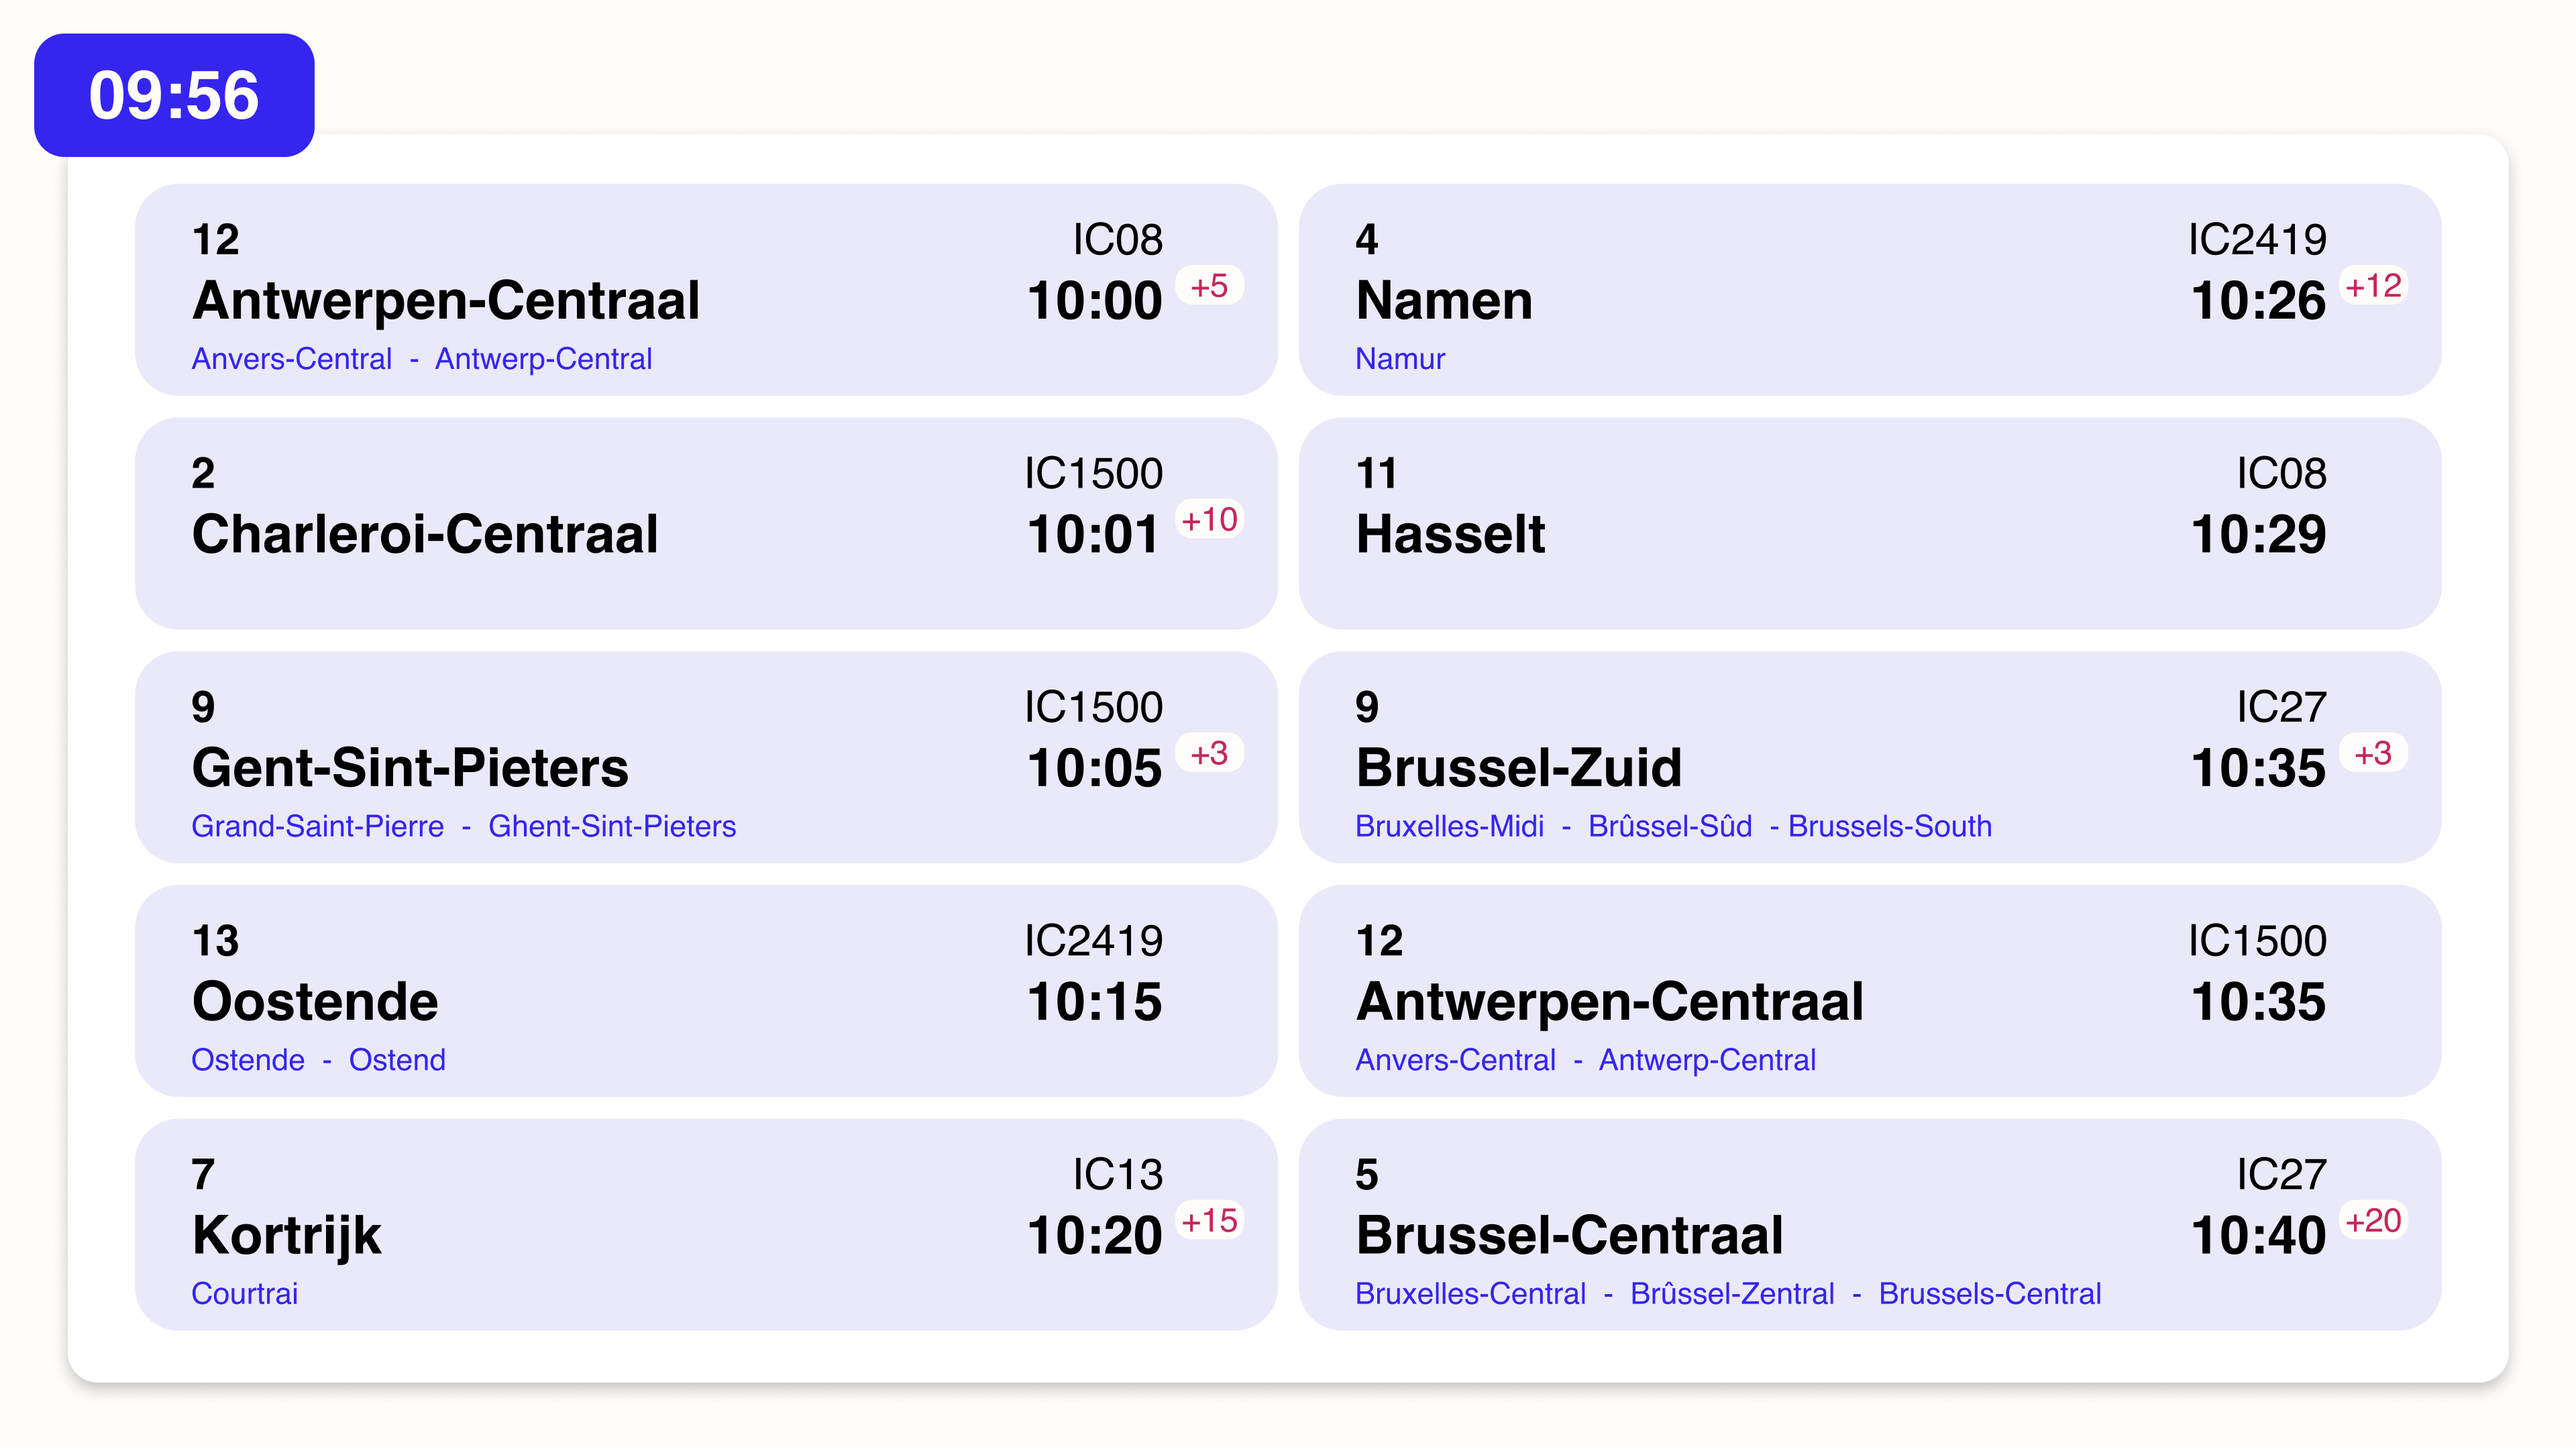 09:56
12 IC08
Antwerpen-Centraal 10:00 +5
Anvers-Central - Antwerp-Central
2 IC1500
Charleroi-Centraal 10:01 +10
9 IC1500
Gent-Sint-Pieters 10:05 +3
Grand-Saint-Pierre - Ghent-Sint-Pieters
13 IC2419
Oostende 10:15
Ostende - Ostend
7 IC13
Kortrijk 10:20 +15
Courtrai
4 IC2419
Namen 10:26 +12
Namur
11 IC08
Hasselt 10:29
9 IC27
Brussel-Zuid 10:35 +3
Bruxelles-Midi - Brûssel-Sûd - Brussels-South
12 IC1500
Antwerpen-Centraal 10:35
Anvers-Central - Antwerp-Central
5 IC27
Brussel-Centraal 10:40 +20
Bruxelles-Central - Brûssel-Zentral - Brussels-Central